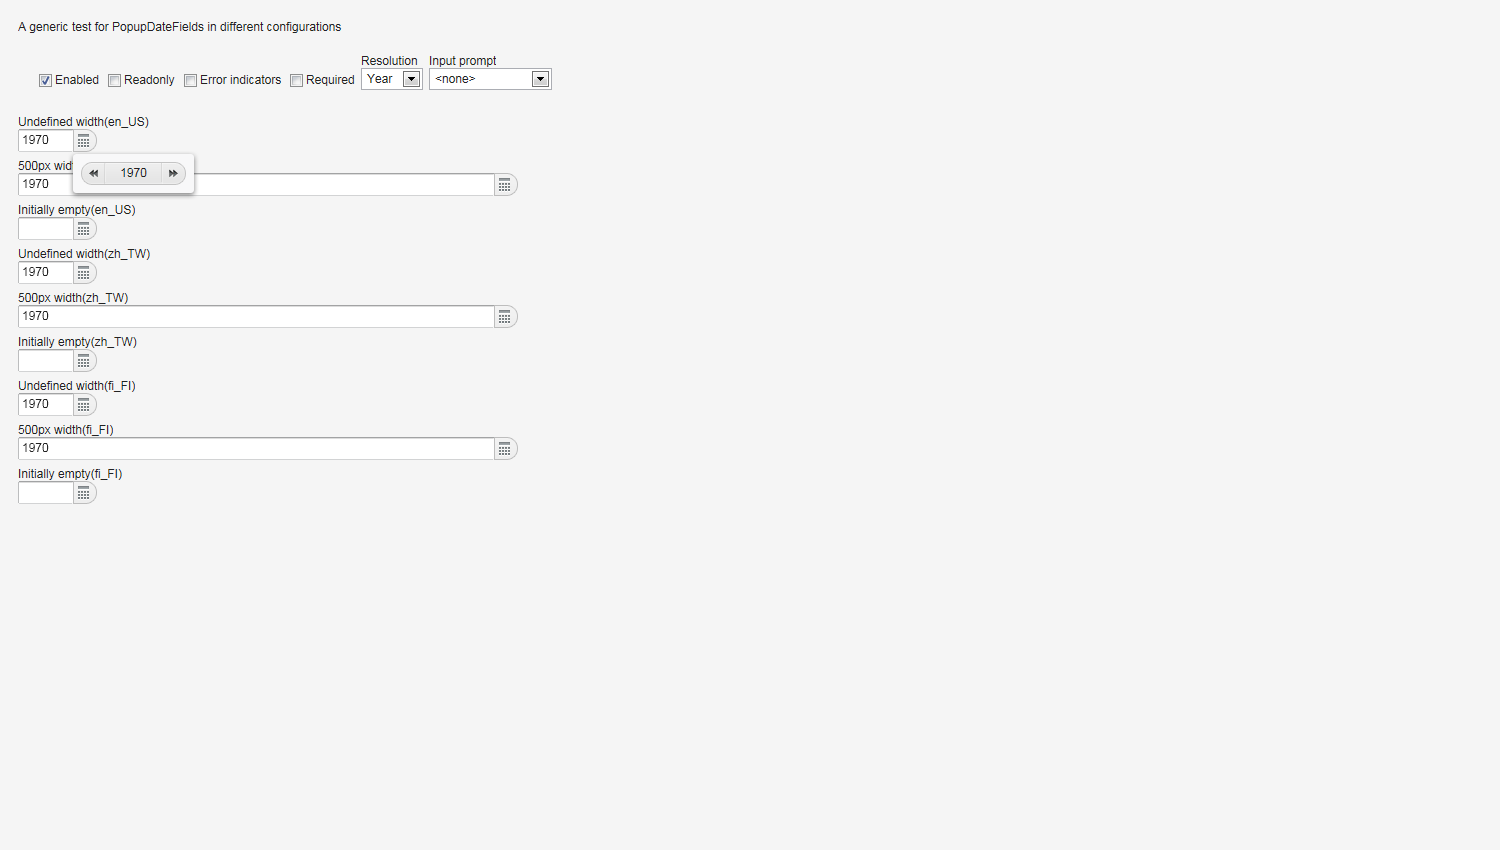 A generic test for PopupDateFields in different configurations
Resolution Input prompt
Enabled Readonly Error indicators Required Year <none>
Undefined width(en_US)
1970
1970
500px
1970
Initially empty(en_US)
Undefined width(zh_TW)
1970
500px width(zh_TW)
1970
Initially empty(zh_TW)
Undefined width(fi_FI)
1970
500px width(fi_FI)
1970
Initially empty(fi_FI)